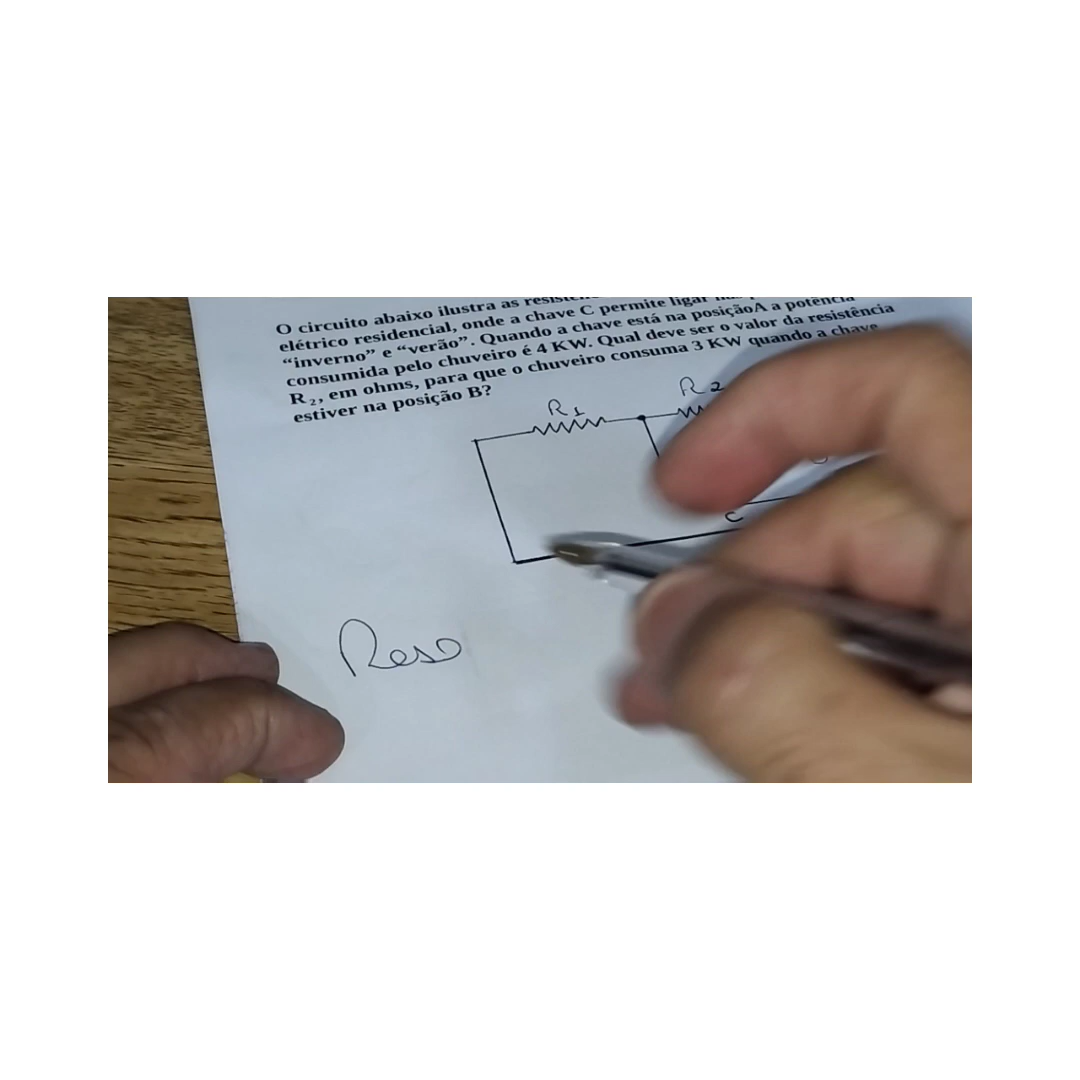 O circuito abaixo ilustra as
elétrico residencial, onde a chave C permite ligar
“inverno” e “verão”. Quando a chave está na posiçãoA a potencia
consumida pelo chuveiro é 4 KW. Qual deve ser o valor da resistência
R₂, em ohms, para que o chuveiro consuma 3 KW quando a chave
estiver na posição B?
R₁
R₂
C
Reso